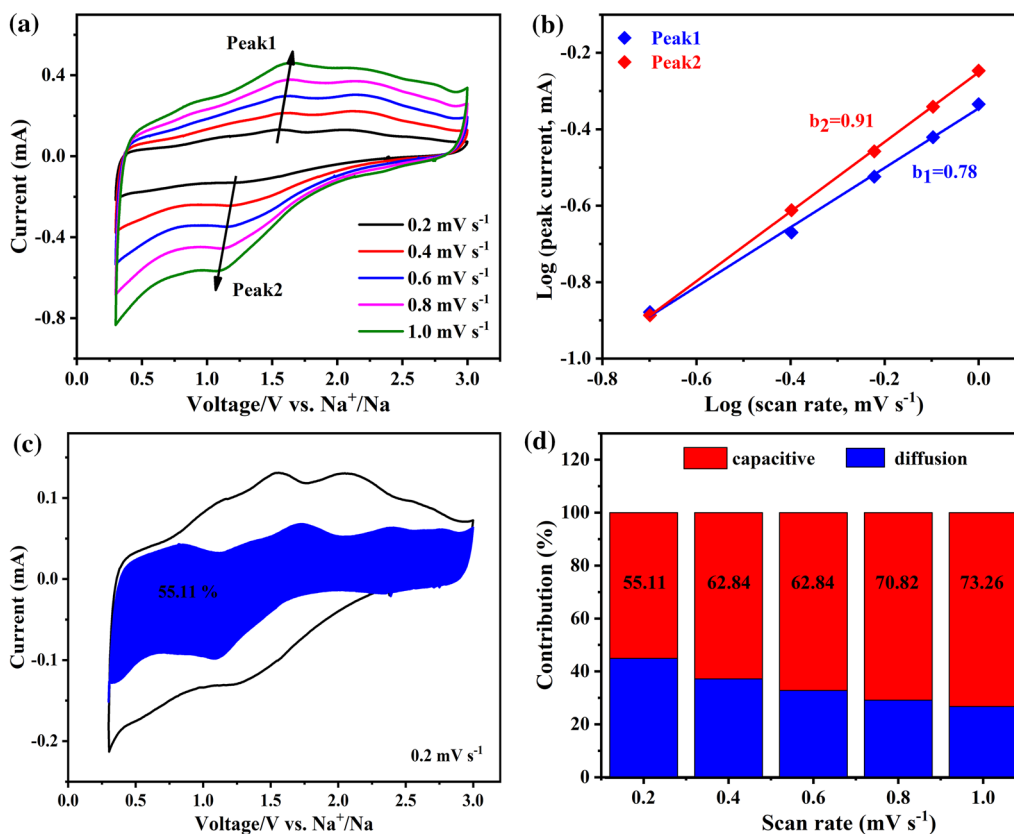 (a)
Peak1
Peak2
0.2 mV s⁻¹
0.4 mV s⁻¹
0.6 mV s⁻¹
0.8 mV s⁻¹
1.0 mV s⁻¹
0.4
0.0
-0.4
-0.8
Current (mA)
0.0 0.5 1.0 1.5 2.0 2.5 3.0
Voltage/V vs. Na⁺/Na
(b)
Peak1
Peak2
b₂=0.91
b₁=0.78
-0.2
-0.4
-0.6
-0.8
-1.0
Log (peak current, mA)
-0.8 -0.6 -0.4 -0.2 0.0
Log (scan rate, mV s⁻¹)
(c)
55.11 %
0.2 mV s⁻¹
0.1
0.0
-0.1
-0.2
Current (mA)
0.0 0.5 1.0 1.5 2.0 2.5 3.0
Voltage/V vs. Na⁺/Na
(d)
capacitive diffusion
55.11 62.84 62.84 70.82 73.26
120
100
80
60
40
20
0
Contribution (%)
0.2 0.4 0.6 0.8 1.0
Scan rate (mV s⁻¹)